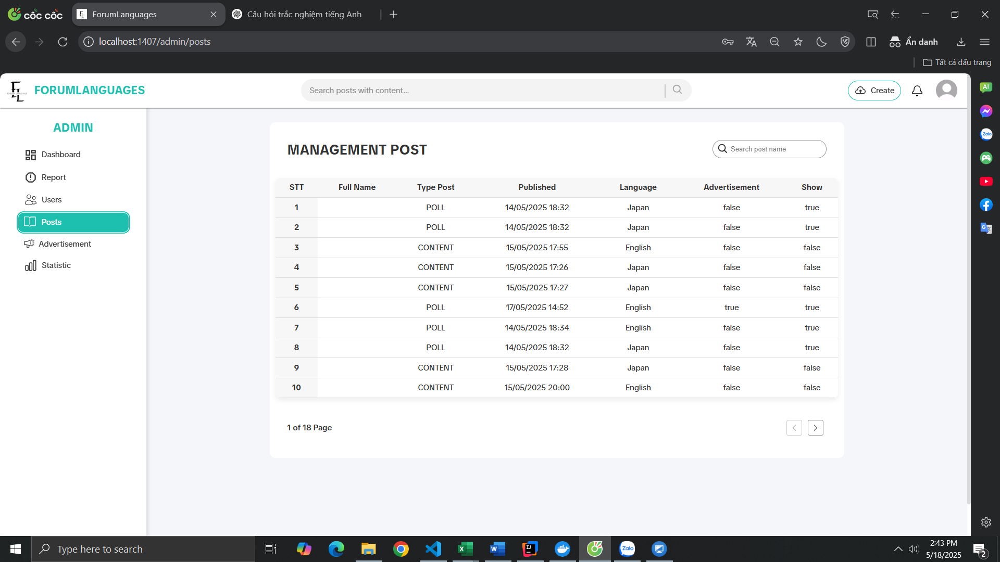 cốc cốc
ForumLanguages
Câu hỏi trắc nghiệm tiếng Anh
localhost:1407/admin/posts
Ẩn danh
Tất cả dấu trang
FORUMLANGUAGES
Search posts with content...
Create
ADMIN
Dashboard
Report
Users
Posts
Advertisement
Statistic
MANAGEMENT POST
Search post name
STT Full Name Type Post Published Language Advertisement Show
1 POLL 14/05/2025 18:32 Japan false true
2 POLL 14/05/2025 18:32 Japan false true
3 CONTENT 15/05/2025 17:55 English false false
4 CONTENT 15/05/2025 17:26 Japan false false
5 CONTENT 15/05/2025 17:27 Japan false false
6 POLL 17/05/2025 14:52 English true true
7 POLL 14/05/2025 18:34 English false true
8 POLL 14/05/2025 18:32 Japan false true
9 CONTENT 15/05/2025 17:28 Japan false false
10 CONTENT 15/05/2025 20:00 English false false
1 of 18 Page
AI
Zalo
Type here to search
Zalo
2:43 PM
5/18/2025
2